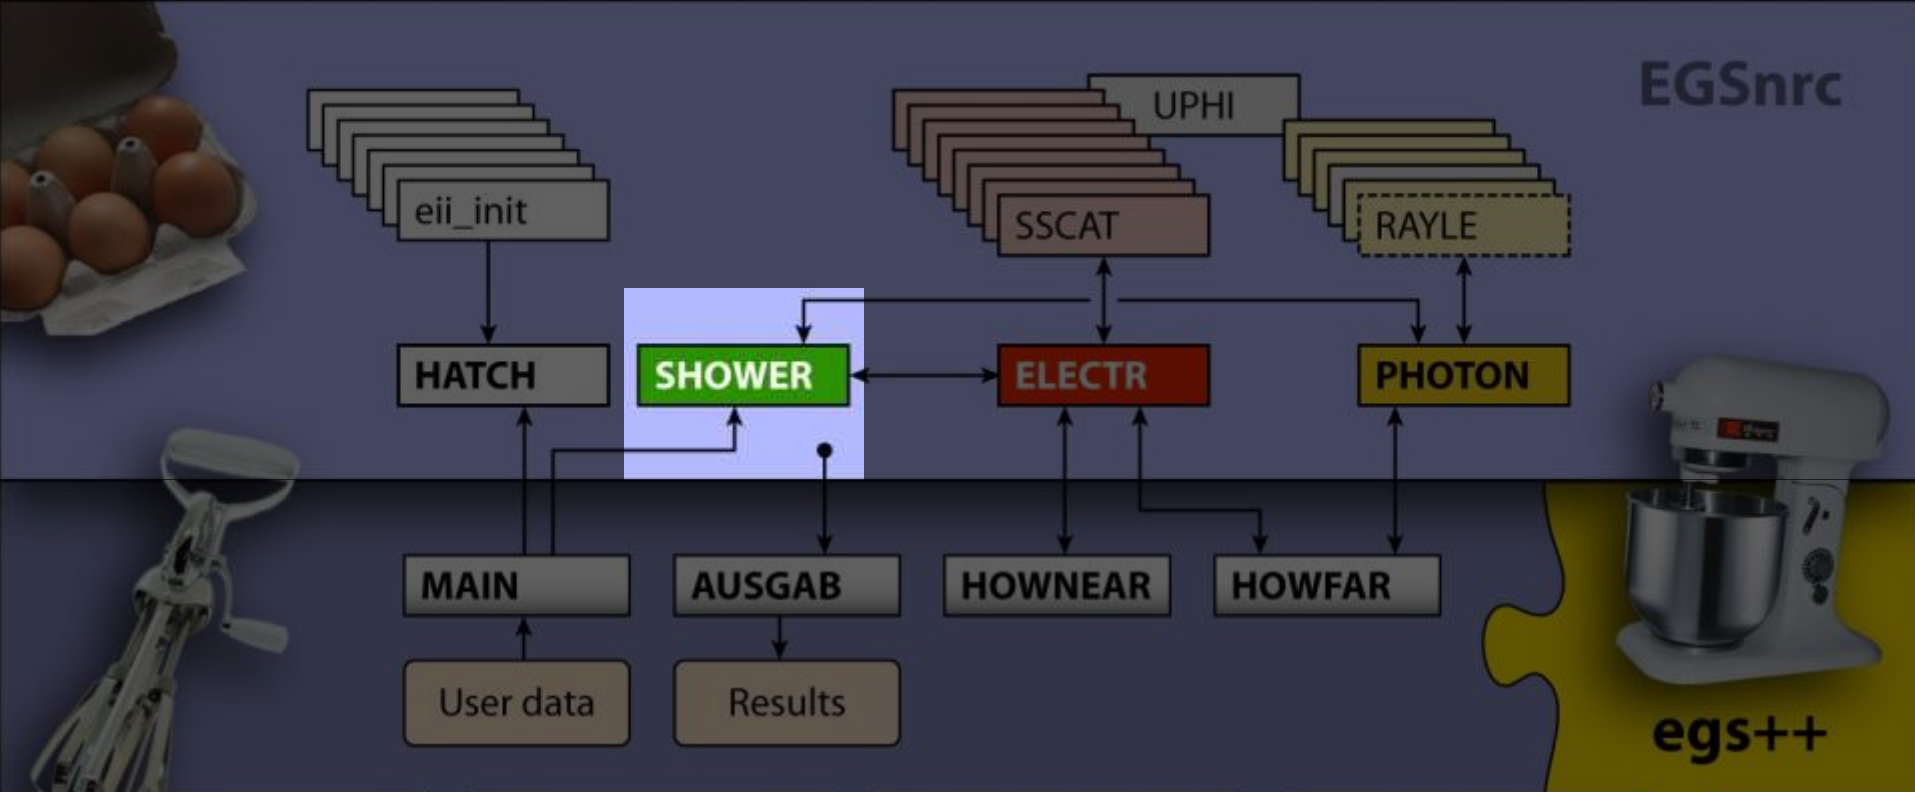 EGSnrc
UPHI
eii_init
SSCAT
RAYLE
HATCH
SHOWER
ELECTR
PHOTON
MAIN
AUSGAB
HOWNEAR
HOWFAR
User data
Results
egs++